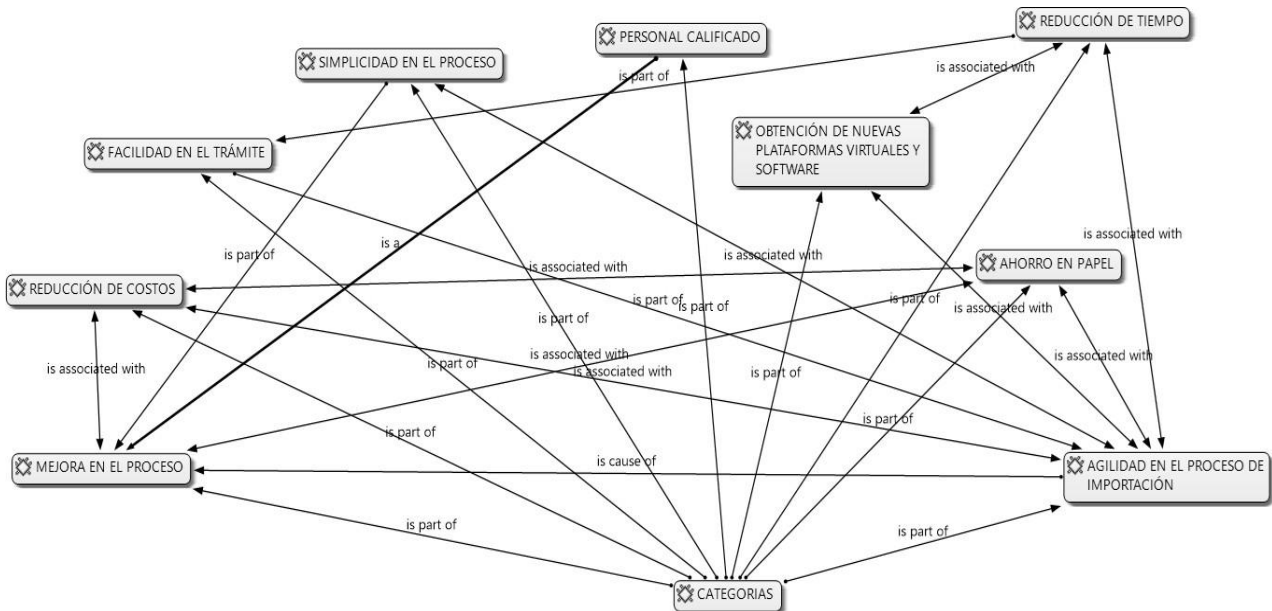 REDUCCIÓN DE TIEMPO
PERSONAL CALIFICADO
SIMPLICIDAD EN EL PROCESO
is associated with
is part of
OBTENCIÓN DE NUEVAS
PLATAFORMAS VIRTUALES Y
SOFTWARE
FACILIDAD EN EL TRÁMITE
is associated with
is a
is part of
is associated with
AHORRO EN PAPEL
is associated with
REDUCCIÓN DE COSTOS
is part of
is part of
is part of
is associated with
is part of
is part of
is associated with
is associated with
is associated with
is associated with
is part of
is part of
is part of
MEJORA EN EL PROCESO
is cause of
AGILIDAD EN EL PROCESO DE
IMPORTACIÓN
is part of
is part of
CATEGORIAS